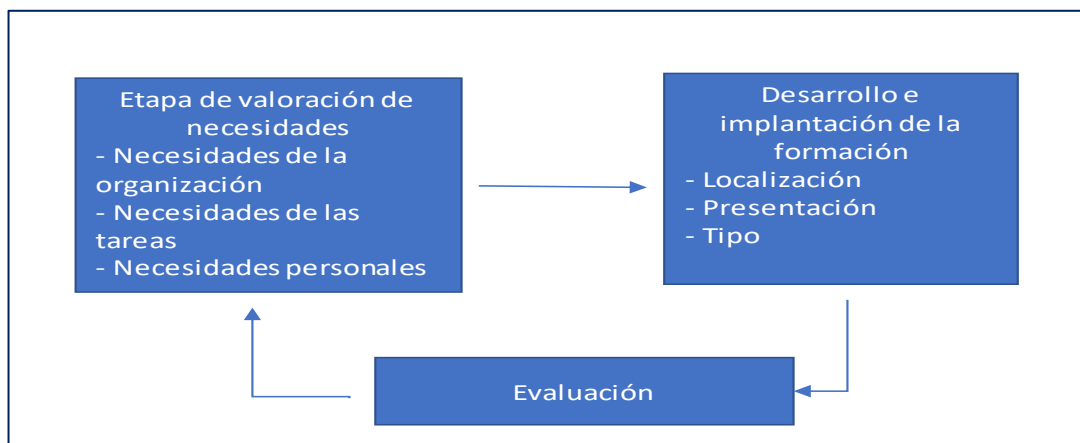 Etapa de valoración de
necesidades
- Necesidades de la
organización
- Necesidades de las
tareas
- Necesidades personales
Desarrollo e
implantación de la
formación
- Localización
- Presentación
- Tipo
Evaluación